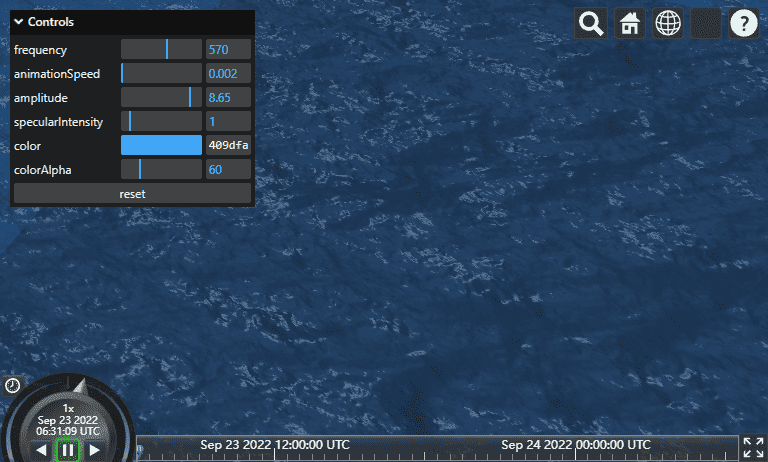 Controls
frequency 570
animationSpeed 0.002
amplitude 8.65
specularIntensity 1
color 409dfa
colorAlpha 60
reset
?
1x
Sep 23 2022
06:31:09 UTC
Sep 23 2022 12:00:00 UTC Sep 24 2022 00:00:00 UTC